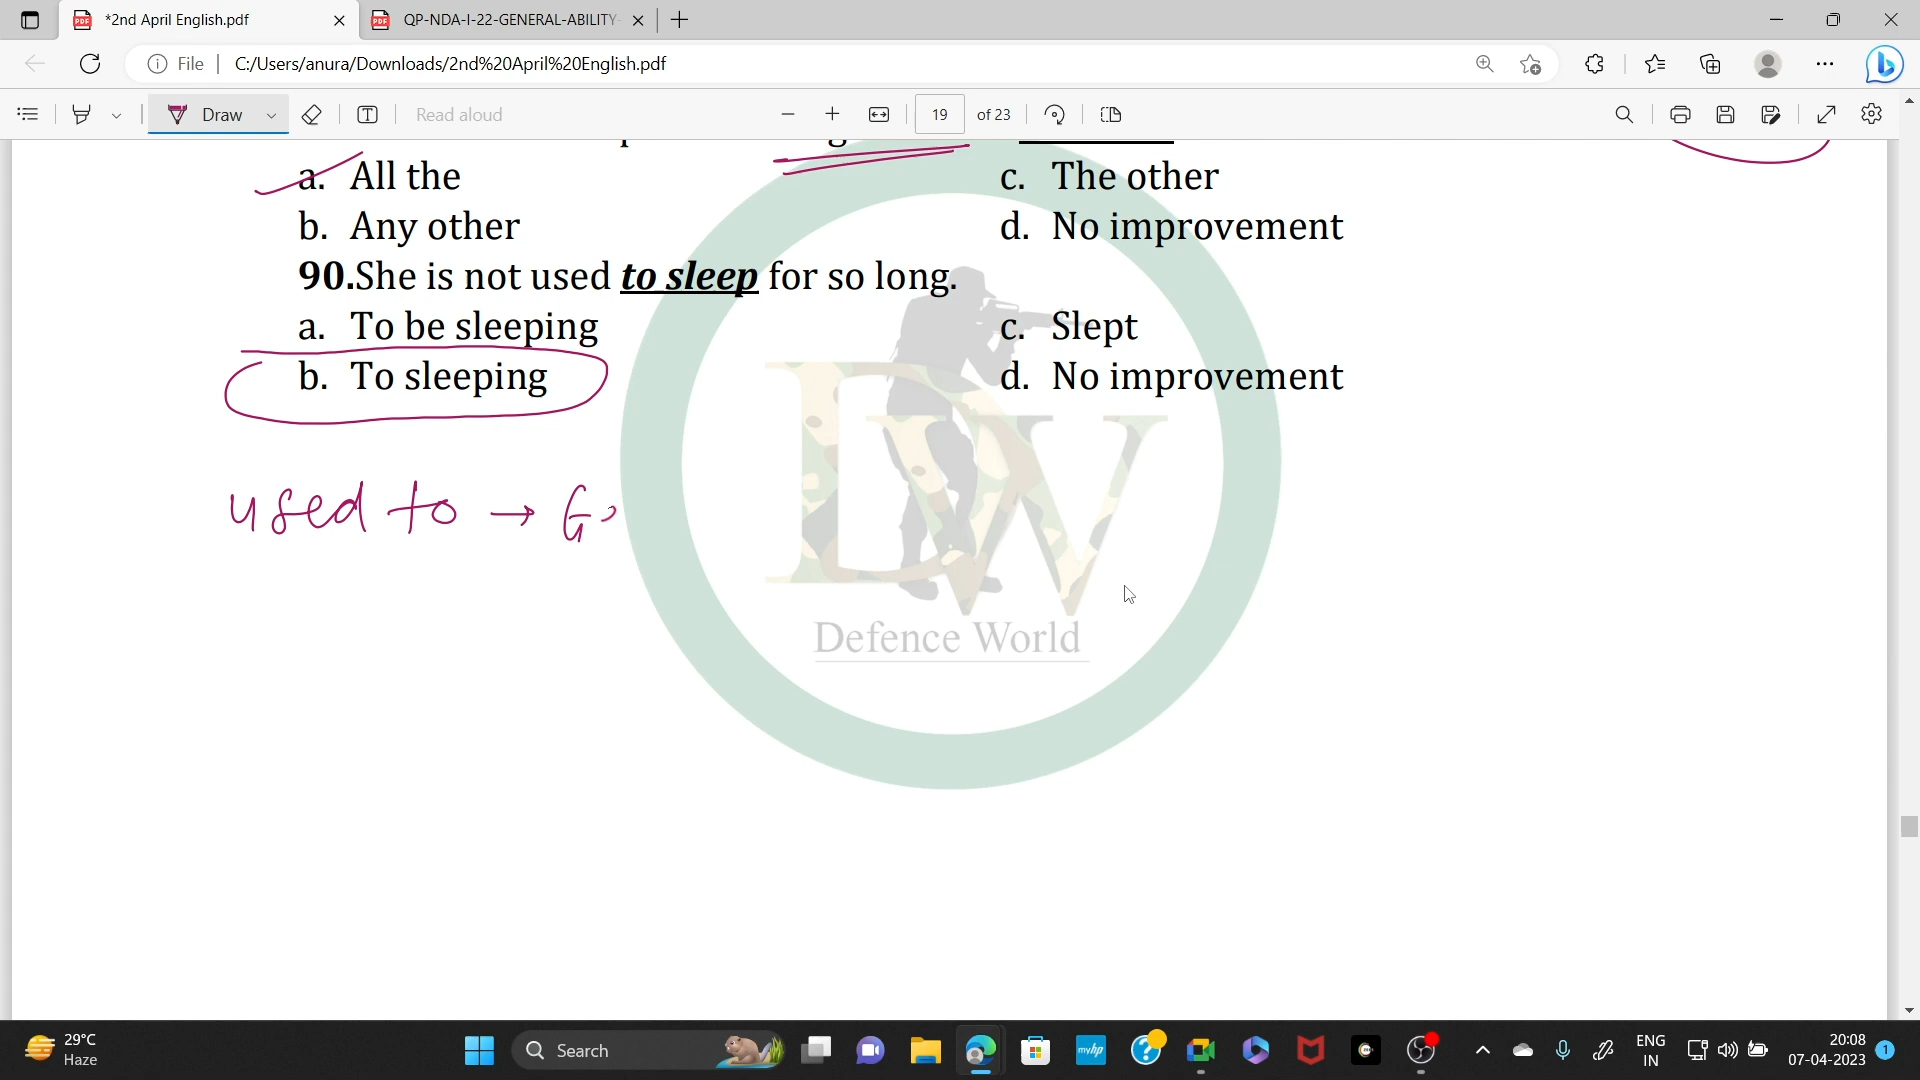 *2nd April English.pdf
QP-NDA-I-22-GENERAL-ABILITY-
File
C:/Users/anura/Downloads/2nd%20April%20English.pdf
Draw
Read aloud
19 of 23
a. All the
c. The other
b. Any other
d. No improvement
90.She is not used to sleep for so long.
a. To be sleeping
c. Slept
b. To sleeping
d. No improvement
used to → G
DW
Defence World
29°C
Haze
Search
myhp
ENG
IN
20:08
07-04-2023
1